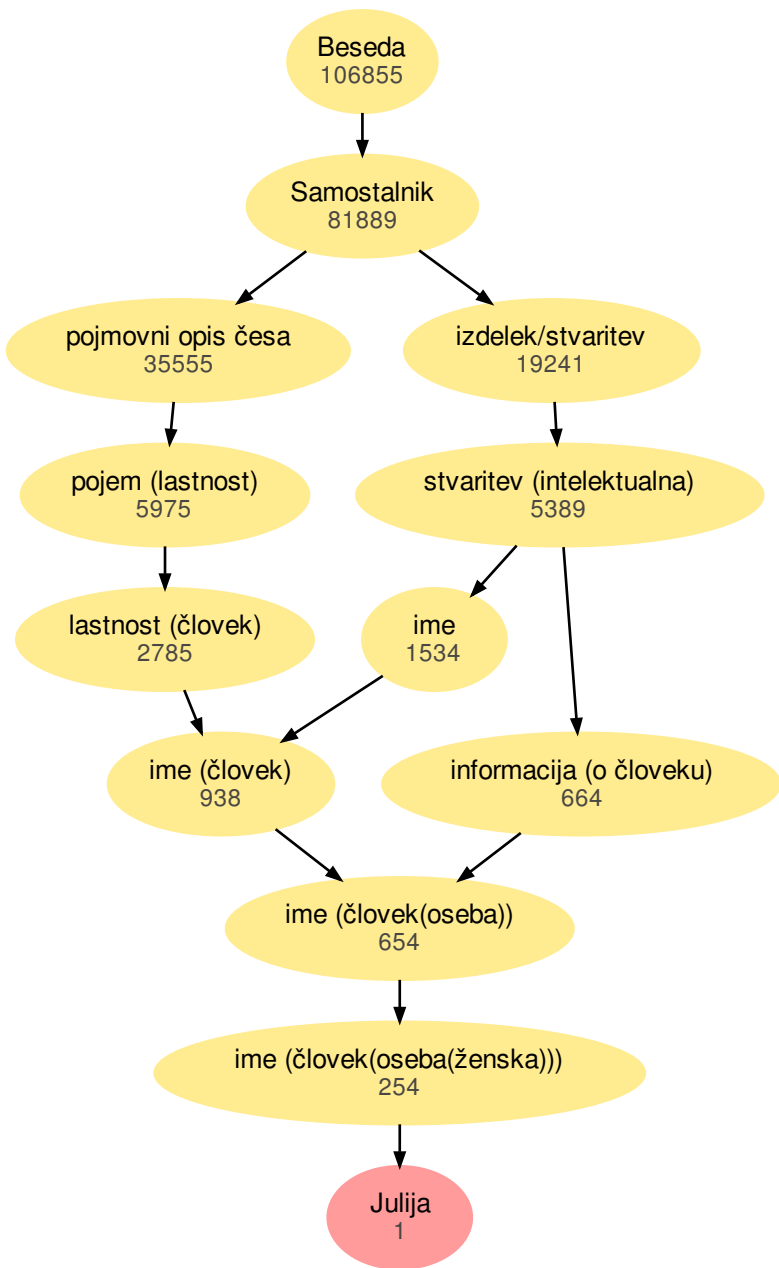 Beseda
106855
Samostalnik
81889
pojmovni opis česa
35555
izdelek/stvaritev
19241
pojem (lastnost)
5975
stvaritev (intelektualna)
5389
lastnost (človek)
2785
ime
1534
ime (človek)
938
informacija (o človeku)
664
ime (človek(oseba))
654
ime (človek(oseba(ženska)))
254
Julija
1